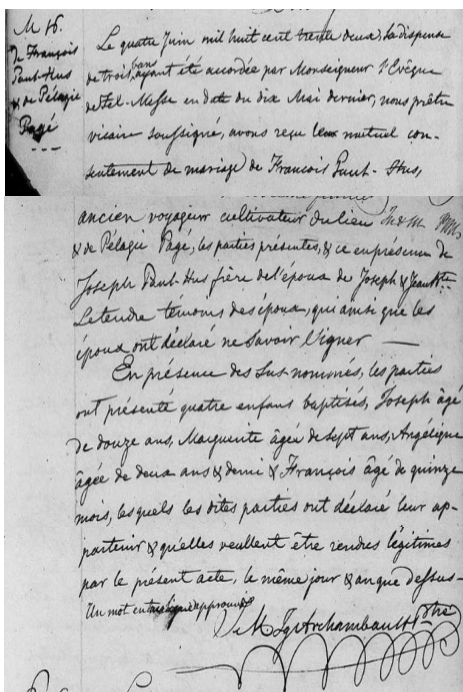 M 16.
de François
Paul-Hus
& de Pélagie
Pagé
Le quatre Juin mil huit cent trente deux, la dispense
de trois bans ayant été accordée par Monseigneur l'Evêque
de Tel-Messe en date du dix Mai dernier, nous prêtre
vicaire soussigné, avons reçu leur mutuel con-
sentement de mariage de François Paul-Hus,
ancien voyageur cultivateur du lieu
& de Pélagie Pagé, les parties présentes, & ce en présence de
Joseph Paul-Hus frère de l'époux de Joseph & Jean Bte
Letendre témoins des époux, qui ainsi que les
époux ont déclaré ne savoir signer —
En présence des sus-nommés, les parties
ont présenté quatre enfans baptisés, Joseph âgé
de douze ans, Marguerite âgée de sept ans, Angélique
âgée de deux ans & demi & François âgé de quinze
mois, lesquels les dites parties ont déclaré leur ap-
partenir & qu'elles veullent être rendus légitimes
par le présent acte, le même jour & an que dessus-
Un mot en approuvé
Archambault Ptre